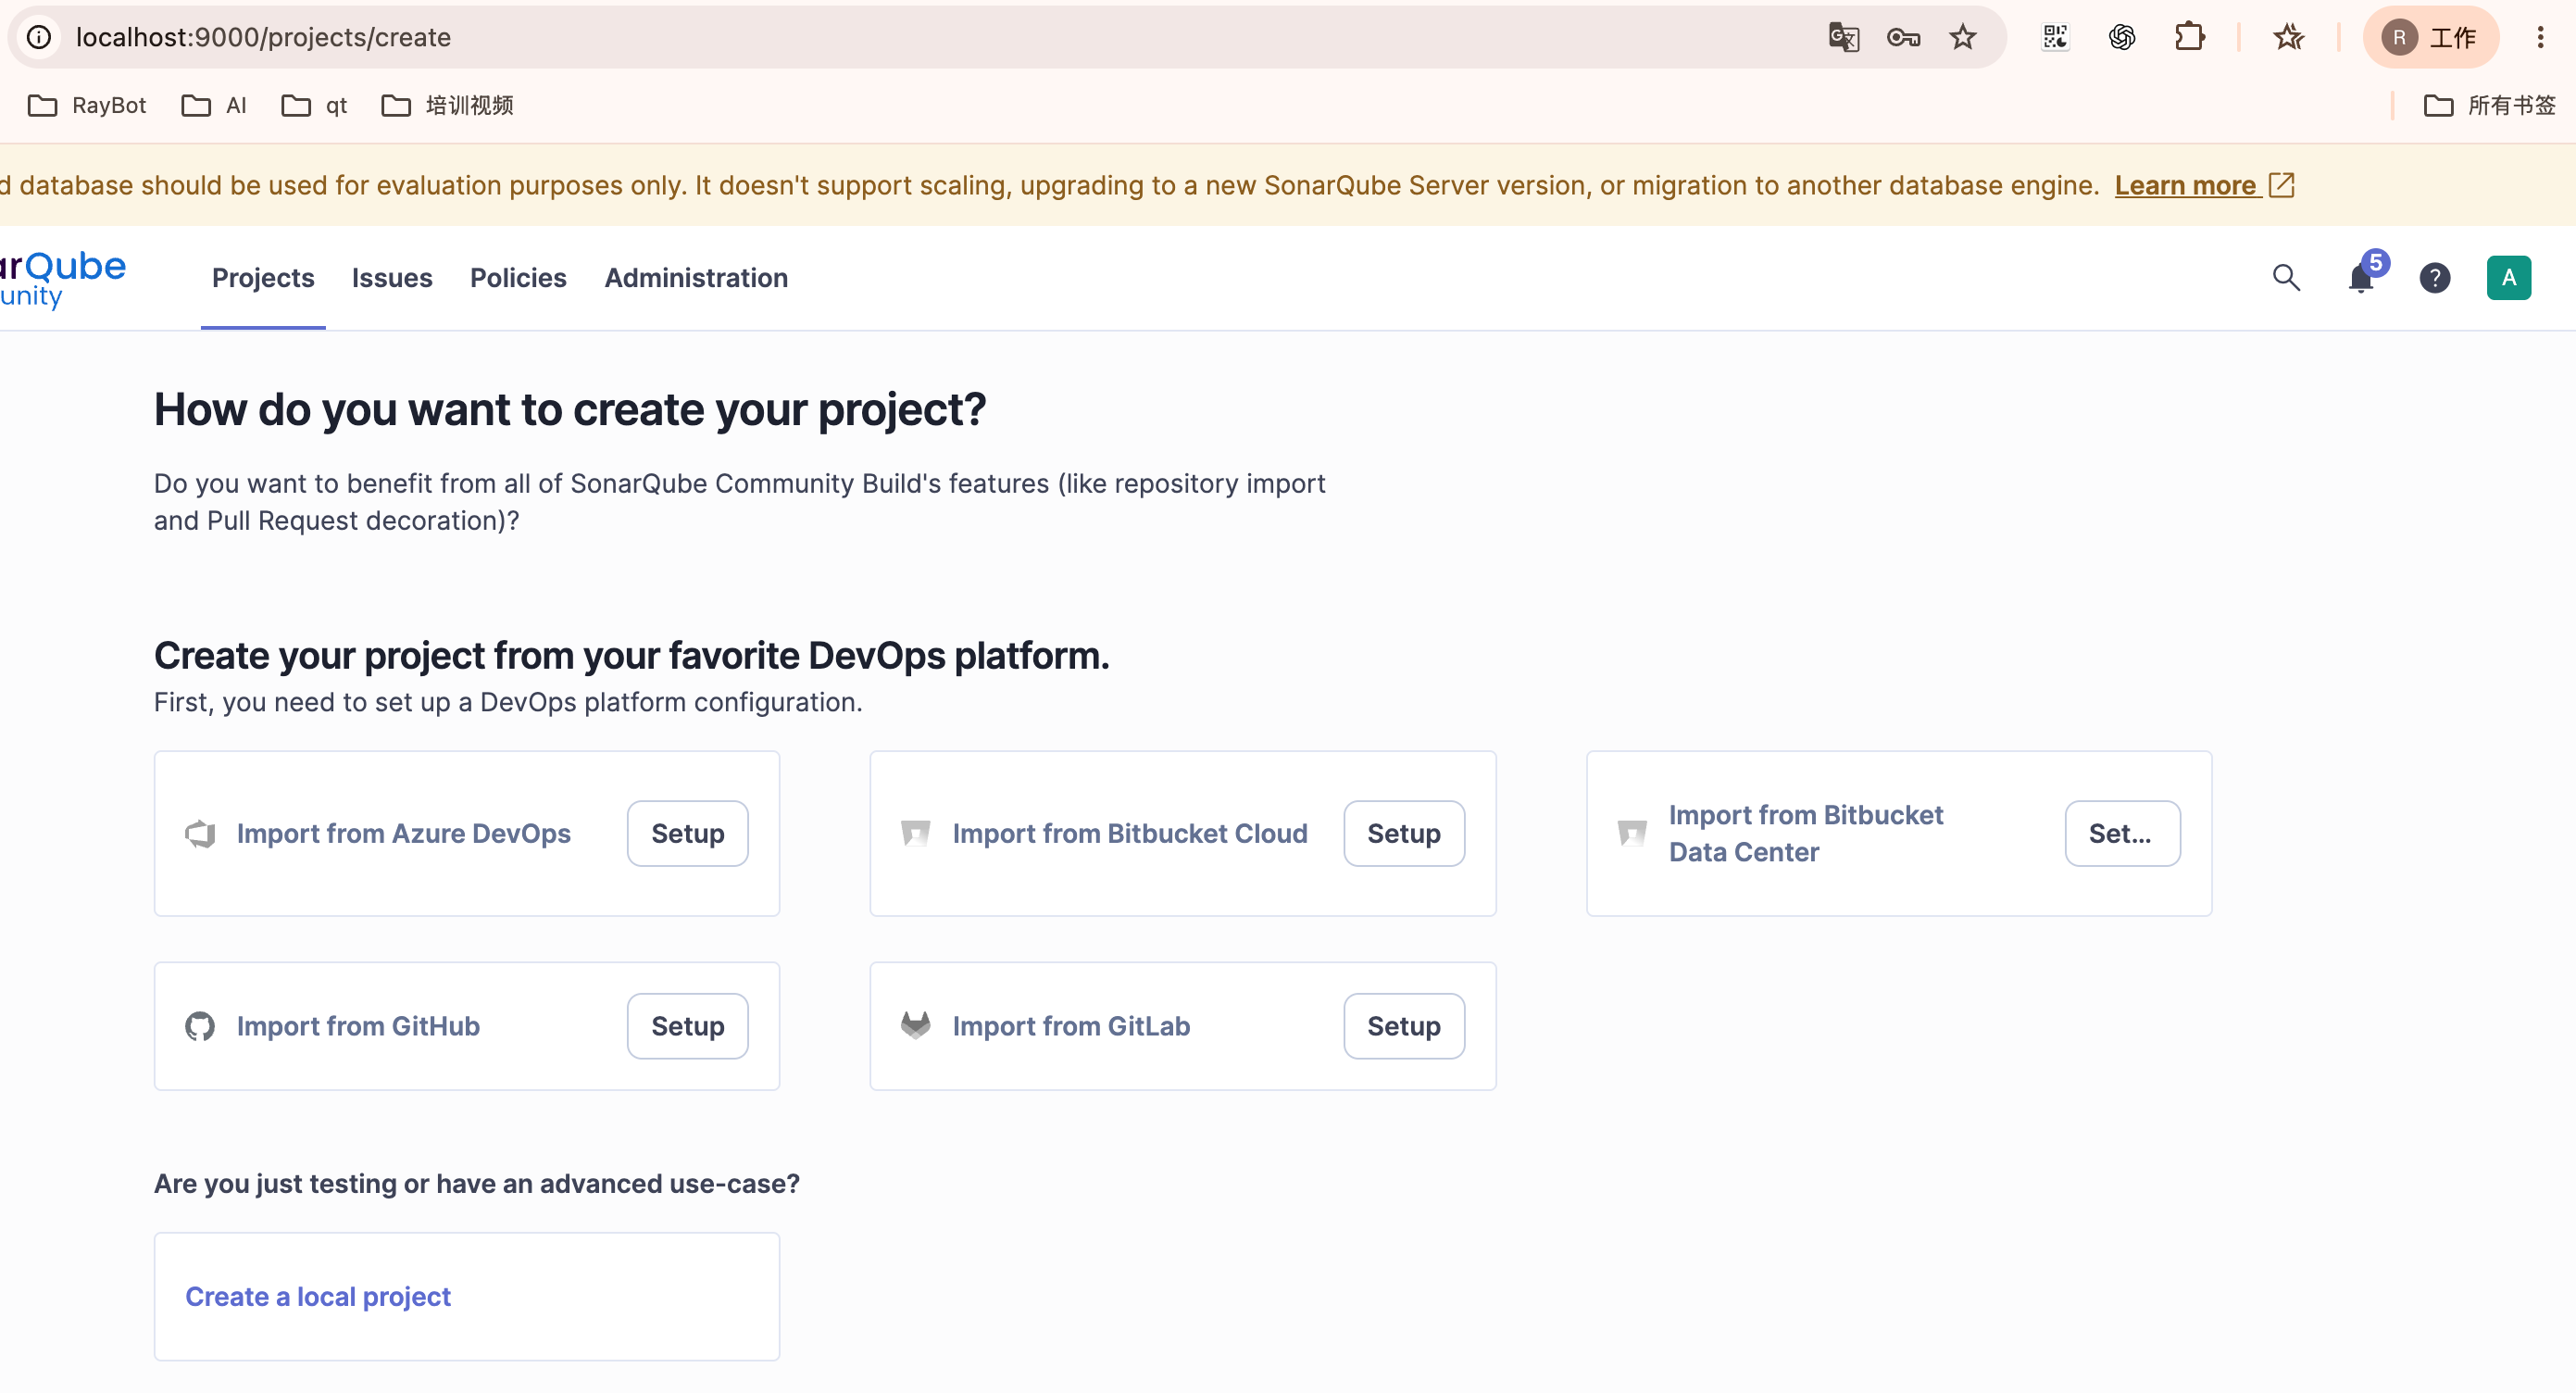 localhost:9000/projects/create
R 工作
RayBot AI qt 培训视频 所有书签
d database should be used for evaluation purposes only. It doesn't support scaling, upgrading to a new SonarQube Server version, or migration to another database engine. Learn more
arQube
unity
Projects Issues Policies Administration 5 ? A
How do you want to create your project?
Do you want to benefit from all of SonarQube Community Build's features (like repository import
and Pull Request decoration)?
Create your project from your favorite DevOps platform.
First, you need to set up a DevOps platform configuration.
Import from Azure DevOps Setup
Import from Bitbucket Cloud Setup
Import from Bitbucket
Data Center Set...
Import from GitHub Setup
Import from GitLab Setup
Are you just testing or have an advanced use-case?
Create a local project